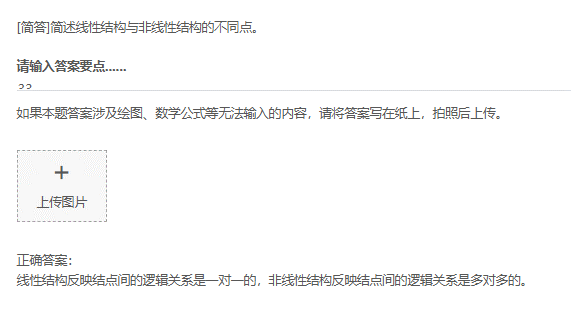 [简答]简述线性结构与非线性结构的不同点。
请输入答案要点......
如果本题答案涉及绘图、数学公式等无法输入的内容，请将答案写在纸上，拍照后上传。
+
上传图片
正确答案：
线性结构反映结点间的逻辑关系是一对一的，非线性结构反映结点间的逻辑关系是多对多的。